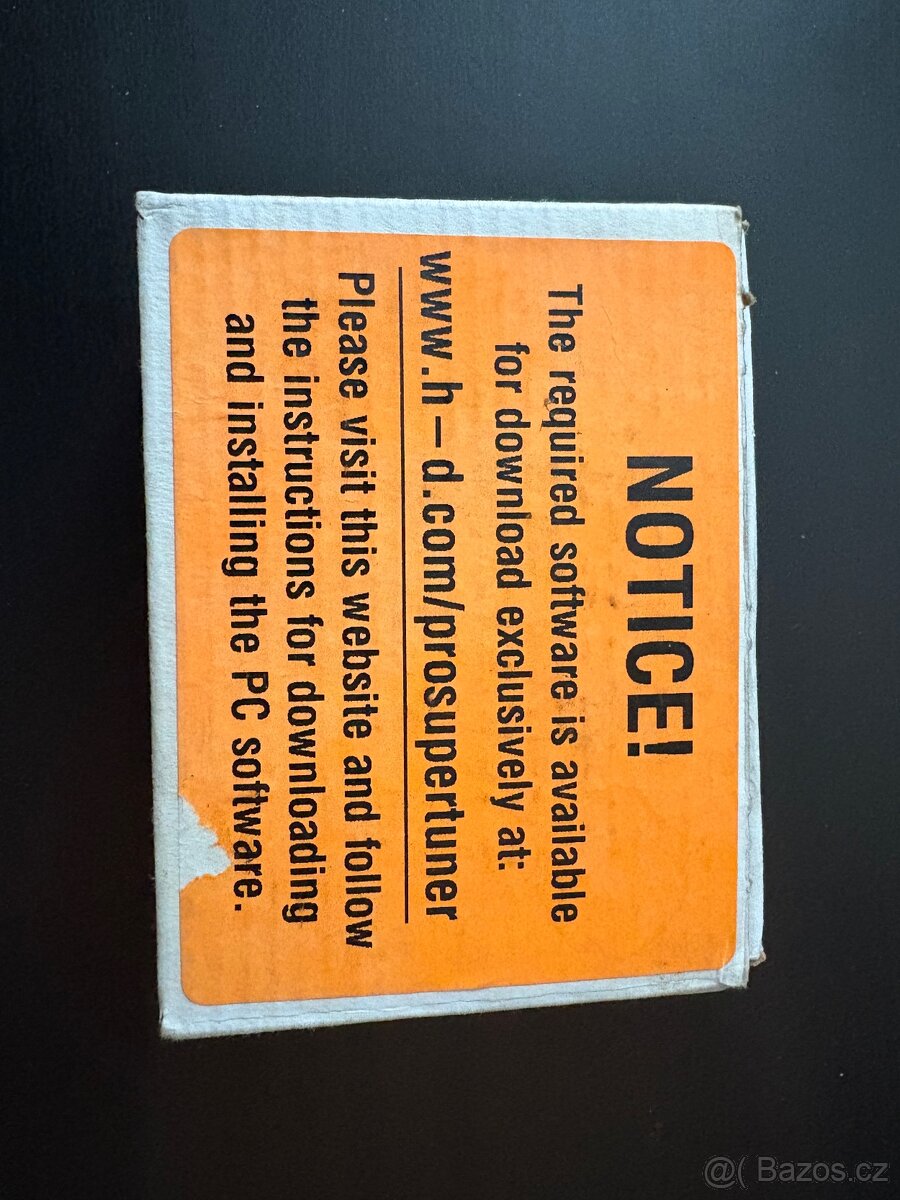 NOTICE!
The required software is available
for download exclusively at:
www.h–d.com/prosupertuner
Please visit this website and follow
the instructions for downloading
and installing the PC software.
@( Bazos.cz